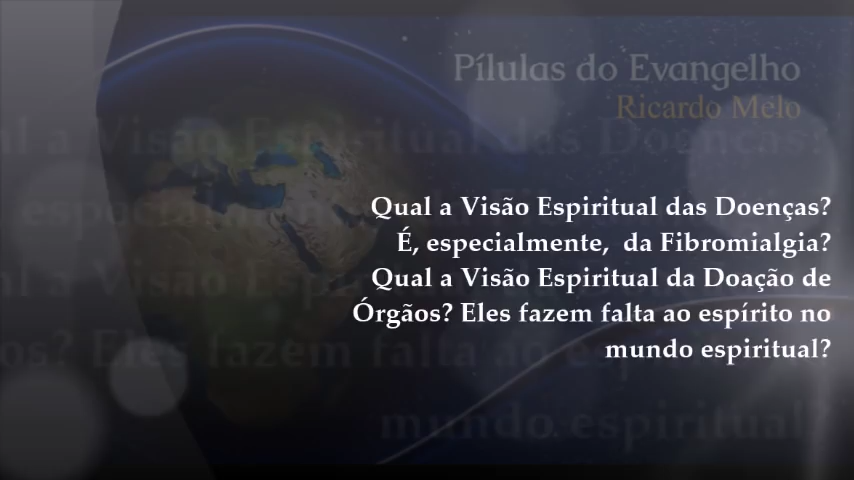 Pílulas do Evangelho
Ricardo Melo
Qual a Visão Espiritual das Doenças?
É, especialmente,  da Fibromialgia?
Qual a Visão Espiritual da Doação de
Órgãos? Eles fazem falta ao espírito no
mundo espiritual?